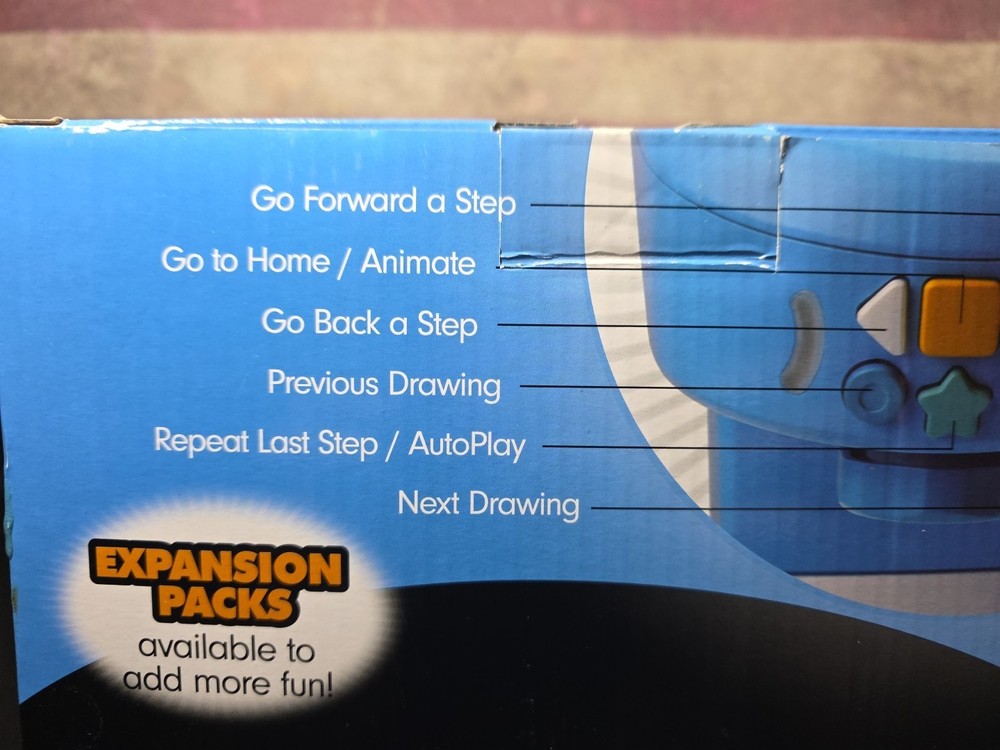 Go Forward a Step
Go to Home / Animate
Go Back a Step
Previous Drawing
Repeat Last Step / AutoPlay
Next Drawing
EXPANSION
PACKS
available to
add more fun!